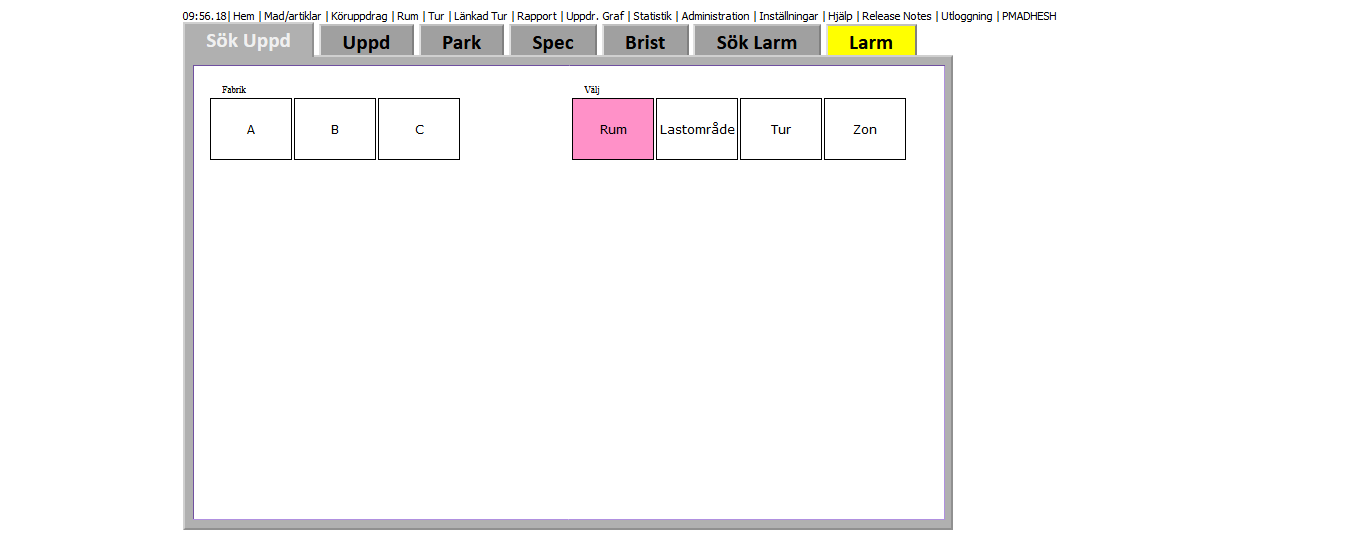 09:56.18| Hem | Mad/artiklar | Köruppdrag | Rum | Tur | Länkad Tur | Rapport | Uppdr. Graf | Statistik | Administration | Inställningar | Hjälp | Release Notes | Utloggning | PMADHESH
Sök Uppd Uppd Park Spec Brist Sök Larm Larm
Fabrik Välj
A B C Rum Lastområde Tur Zon